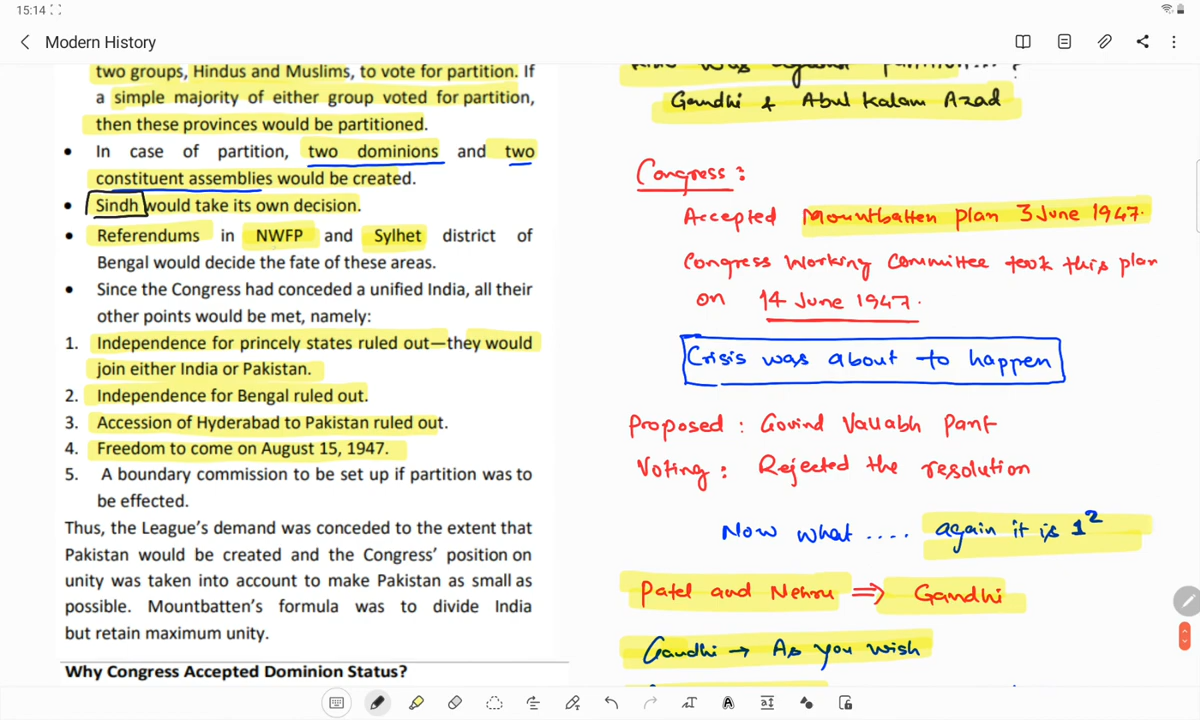 15:14
Modern History
two groups, Hindus and Muslims, to vote for partition. If
a simple majority of either group voted for partition,
then these provinces would be partitioned.
• In case of partition, two dominions and two
constituent assemblies would be created.
• Sindh would take its own decision.
• Referendums in NWFP and Sylhet district of
Bengal would decide the fate of these areas.
• Since the Congress had conceded a unified India, all their
other points would be met, namely:
1. Independence for princely states ruled out—they would
join either India or Pakistan.
2. Independence for Bengal ruled out.
3. Accession of Hyderabad to Pakistan ruled out.
4. Freedom to come on August 15, 1947.
5. A boundary commission to be set up if partition was to
be effected.
Thus, the League's demand was conceded to the extent that
Pakistan would be created and the Congress' position on
unity was taken into account to make Pakistan as small as
possible. Mountbatten's formula was to divide India
but retain maximum unity.
Why Congress Accepted Dominion Status?
was against partition...?
Gandhi & Abul Kalam Azad
Congress:
Accepted Mountbatten plan 3 June 1947.
Congress Working Committee took this plan
on 14 June 1947.
Crisis was about to happen
Proposed: Govind Vallabh Pant
Voting: Rejected the resolution
Now what .... again it is 1²
Patel and Nehru ⇒ Gandhi
Gandhi → As you wish